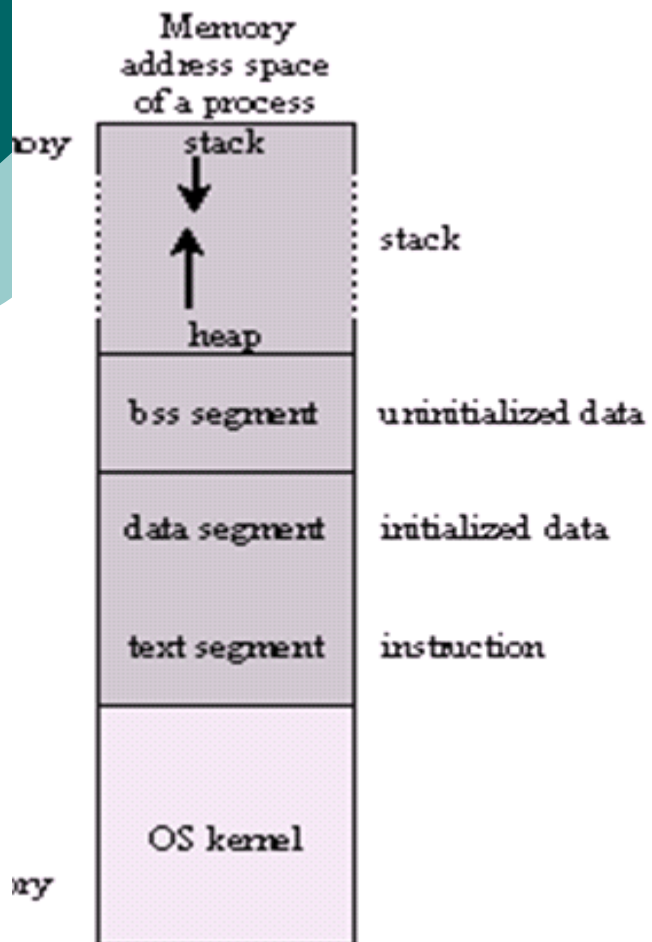 Memory
address space
of a process
stack
stack
heap
bss segment
uninitialized data
data segment
initialized data
text segment
instruction
OS kernel